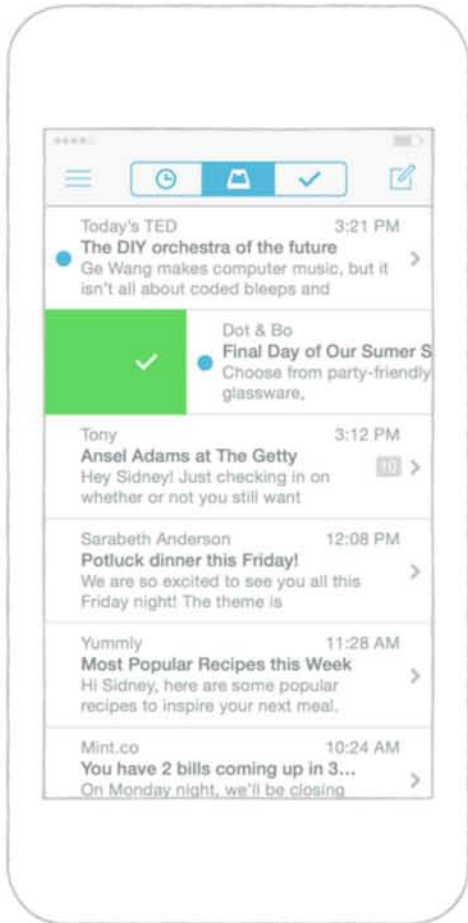 Today's TED 3:21 PM
The DIY orchestra of the future
Ge Wang makes computer music, but it
isn't all about coded bleeps and
Dot & Bo
Final Day of Our Sumer S
Choose from party-friendly
glassware,
Tony 3:12 PM
Ansel Adams at The Getty
Hey Sidney! Just checking in on
10
whether or not you still want
Sarabeth Anderson 12:08 PM
Potluck dinner this Friday!
We are so excited to see you all this
Friday night! The theme is
Yummly 11:28 AM
Most Popular Recipes this Week
Hi Sidney, here are some popular
recipes to inspire your next meal.
Mint.co 10:24 AM
You have 2 bills coming up in 3...
On Monday night, we'll be closing